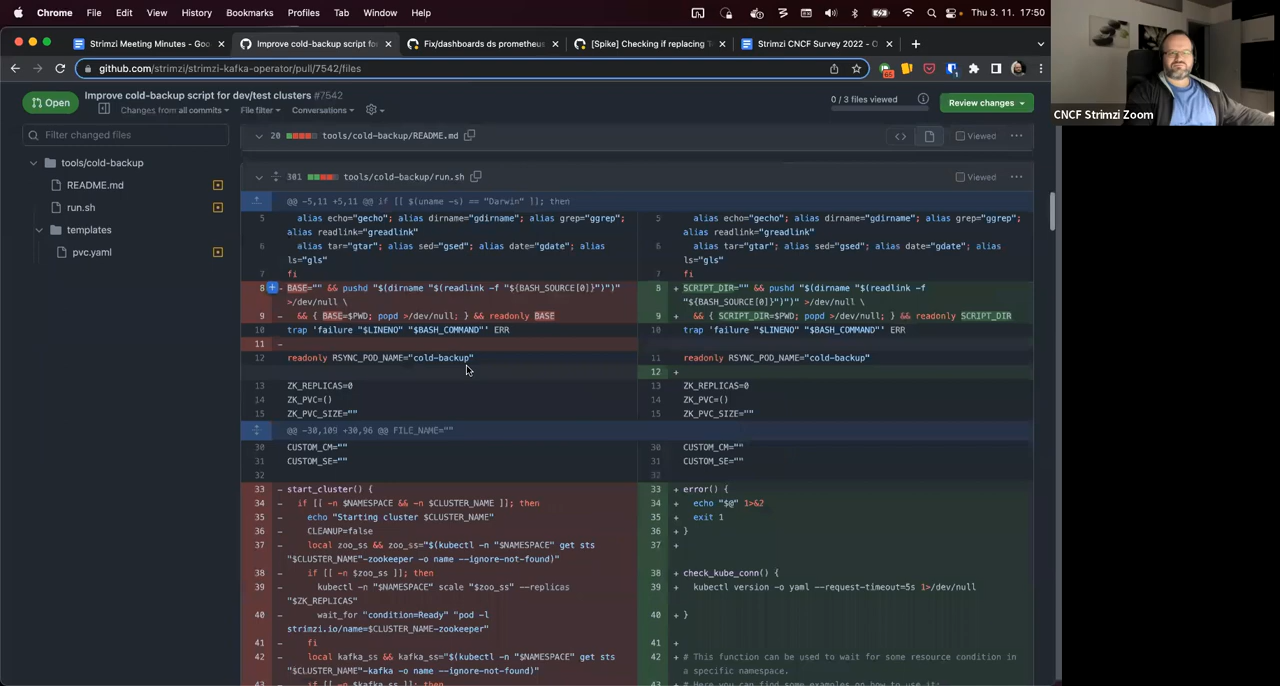 Chrome File Edit View History Bookmarks Profiles Tab Window Help Thu 3. 11. 17:50
Strimzi Meeting Minutes - Goo Improve cold-backup script for Fix/dashboards ds prometheus [Spike] Checking if replacing T Strimzi CNCF Survey 2022 - G
github.com/strimzi/strimzi-kafka-operator/pull/7542/files 65
Open Improve cold-backup script for dev/test clusters #7542
Changes from all commits File filter Conversations 0 / 3 files viewed Review changes
CNCF Strimzi Zoom
Filter changed files
tools/cold-backup
README.md
run.sh
templates
pvc.yaml
20 tools/cold-backup/README.md Viewed
301 tools/cold-backup/run.sh Viewed
@@ -5,11 +5,11 @@ if [[ $(uname -s) == "Darwin" ]]; then
5 alias echo="gecho"; alias dirname="gdirname"; alias grep="ggrep"; 5 alias echo="gecho"; alias dirname="gdirname"; alias grep="ggrep";
alias readlink="greadlink" alias readlink="greadlink"
6 alias tar="gtar"; alias sed="gsed"; alias date="gdate"; alias 6 alias tar="gtar"; alias sed="gsed"; alias date="gdate"; alias
ls="gls" ls="gls"
7 fi 7 fi
8 - BASE="" && pushd "$(dirname "$(readlink -f "${BASH_SOURCE[0]}")")" 8 + SCRIPT_DIR="" && pushd "$(dirname "$(readlink -f
>/dev/null \ "${BASH_SOURCE[0]}")")" >/dev/null \
9 - && { BASE=$PWD; popd >/dev/null; } && readonly BASE 9 + && { SCRIPT_DIR=$PWD; popd >/dev/null; } && readonly SCRIPT_DIR
10 trap 'failure "$LINENO" "$BASH_COMMAND"' ERR 10 trap 'failure "$LINENO" "$BASH_COMMAND"' ERR
11 -
12 readonly RSYNC_POD_NAME="cold-backup" 11 readonly RSYNC_POD_NAME="cold-backup"
12 +
13 ZK_REPLICAS=0 13 ZK_REPLICAS=0
14 ZK_PVC=() 14 ZK_PVC=()
15 ZK_PVC_SIZE="" 15 ZK_PVC_SIZE=""
@@ -30,109 +30,96 @@ FILE_NAME=""
30 CUSTOM_CM="" 30 CUSTOM_CM=""
31 CUSTOM_SE="" 31 CUSTOM_SE=""
32 32
33 - start_cluster() { 33 + error() {
34 - if [[ -n $NAMESPACE && -n $CLUSTER_NAME ]]; then 34 + echo "$@" 1>&2
35 - echo "Starting cluster $CLUSTER_NAME" 35 + exit 1
36 - CLEANUP=false 36 + }
37 - local zoo_ss && zoo_ss="$(kubectl -n "$NAMESPACE" get sts 37 +
"$CLUSTER_NAME"-zookeeper -o name --ignore-not-found)"
38 - if [[ -n $zoo_ss ]]; then 38 + check_kube_conn() {
39 - kubectl -n "$NAMESPACE" scale "$zoo_ss" --replicas 39 + kubectl version -o yaml --request-timeout=5s 1>/dev/null
"$ZK_REPLICAS"
40 - wait_for "condition=Ready" "pod -l 40 + }
strimzi.io/name=$CLUSTER_NAME-zookeeper"
41 - fi 41 +
42 - local kafka_ss && kafka_ss="$(kubectl -n "$NAMESPACE" get sts 42 + # This function can be used to wait for some resource condition in
"$CLUSTER_NAME"-kafka -o name --ignore-not-found)" a specific namespace.